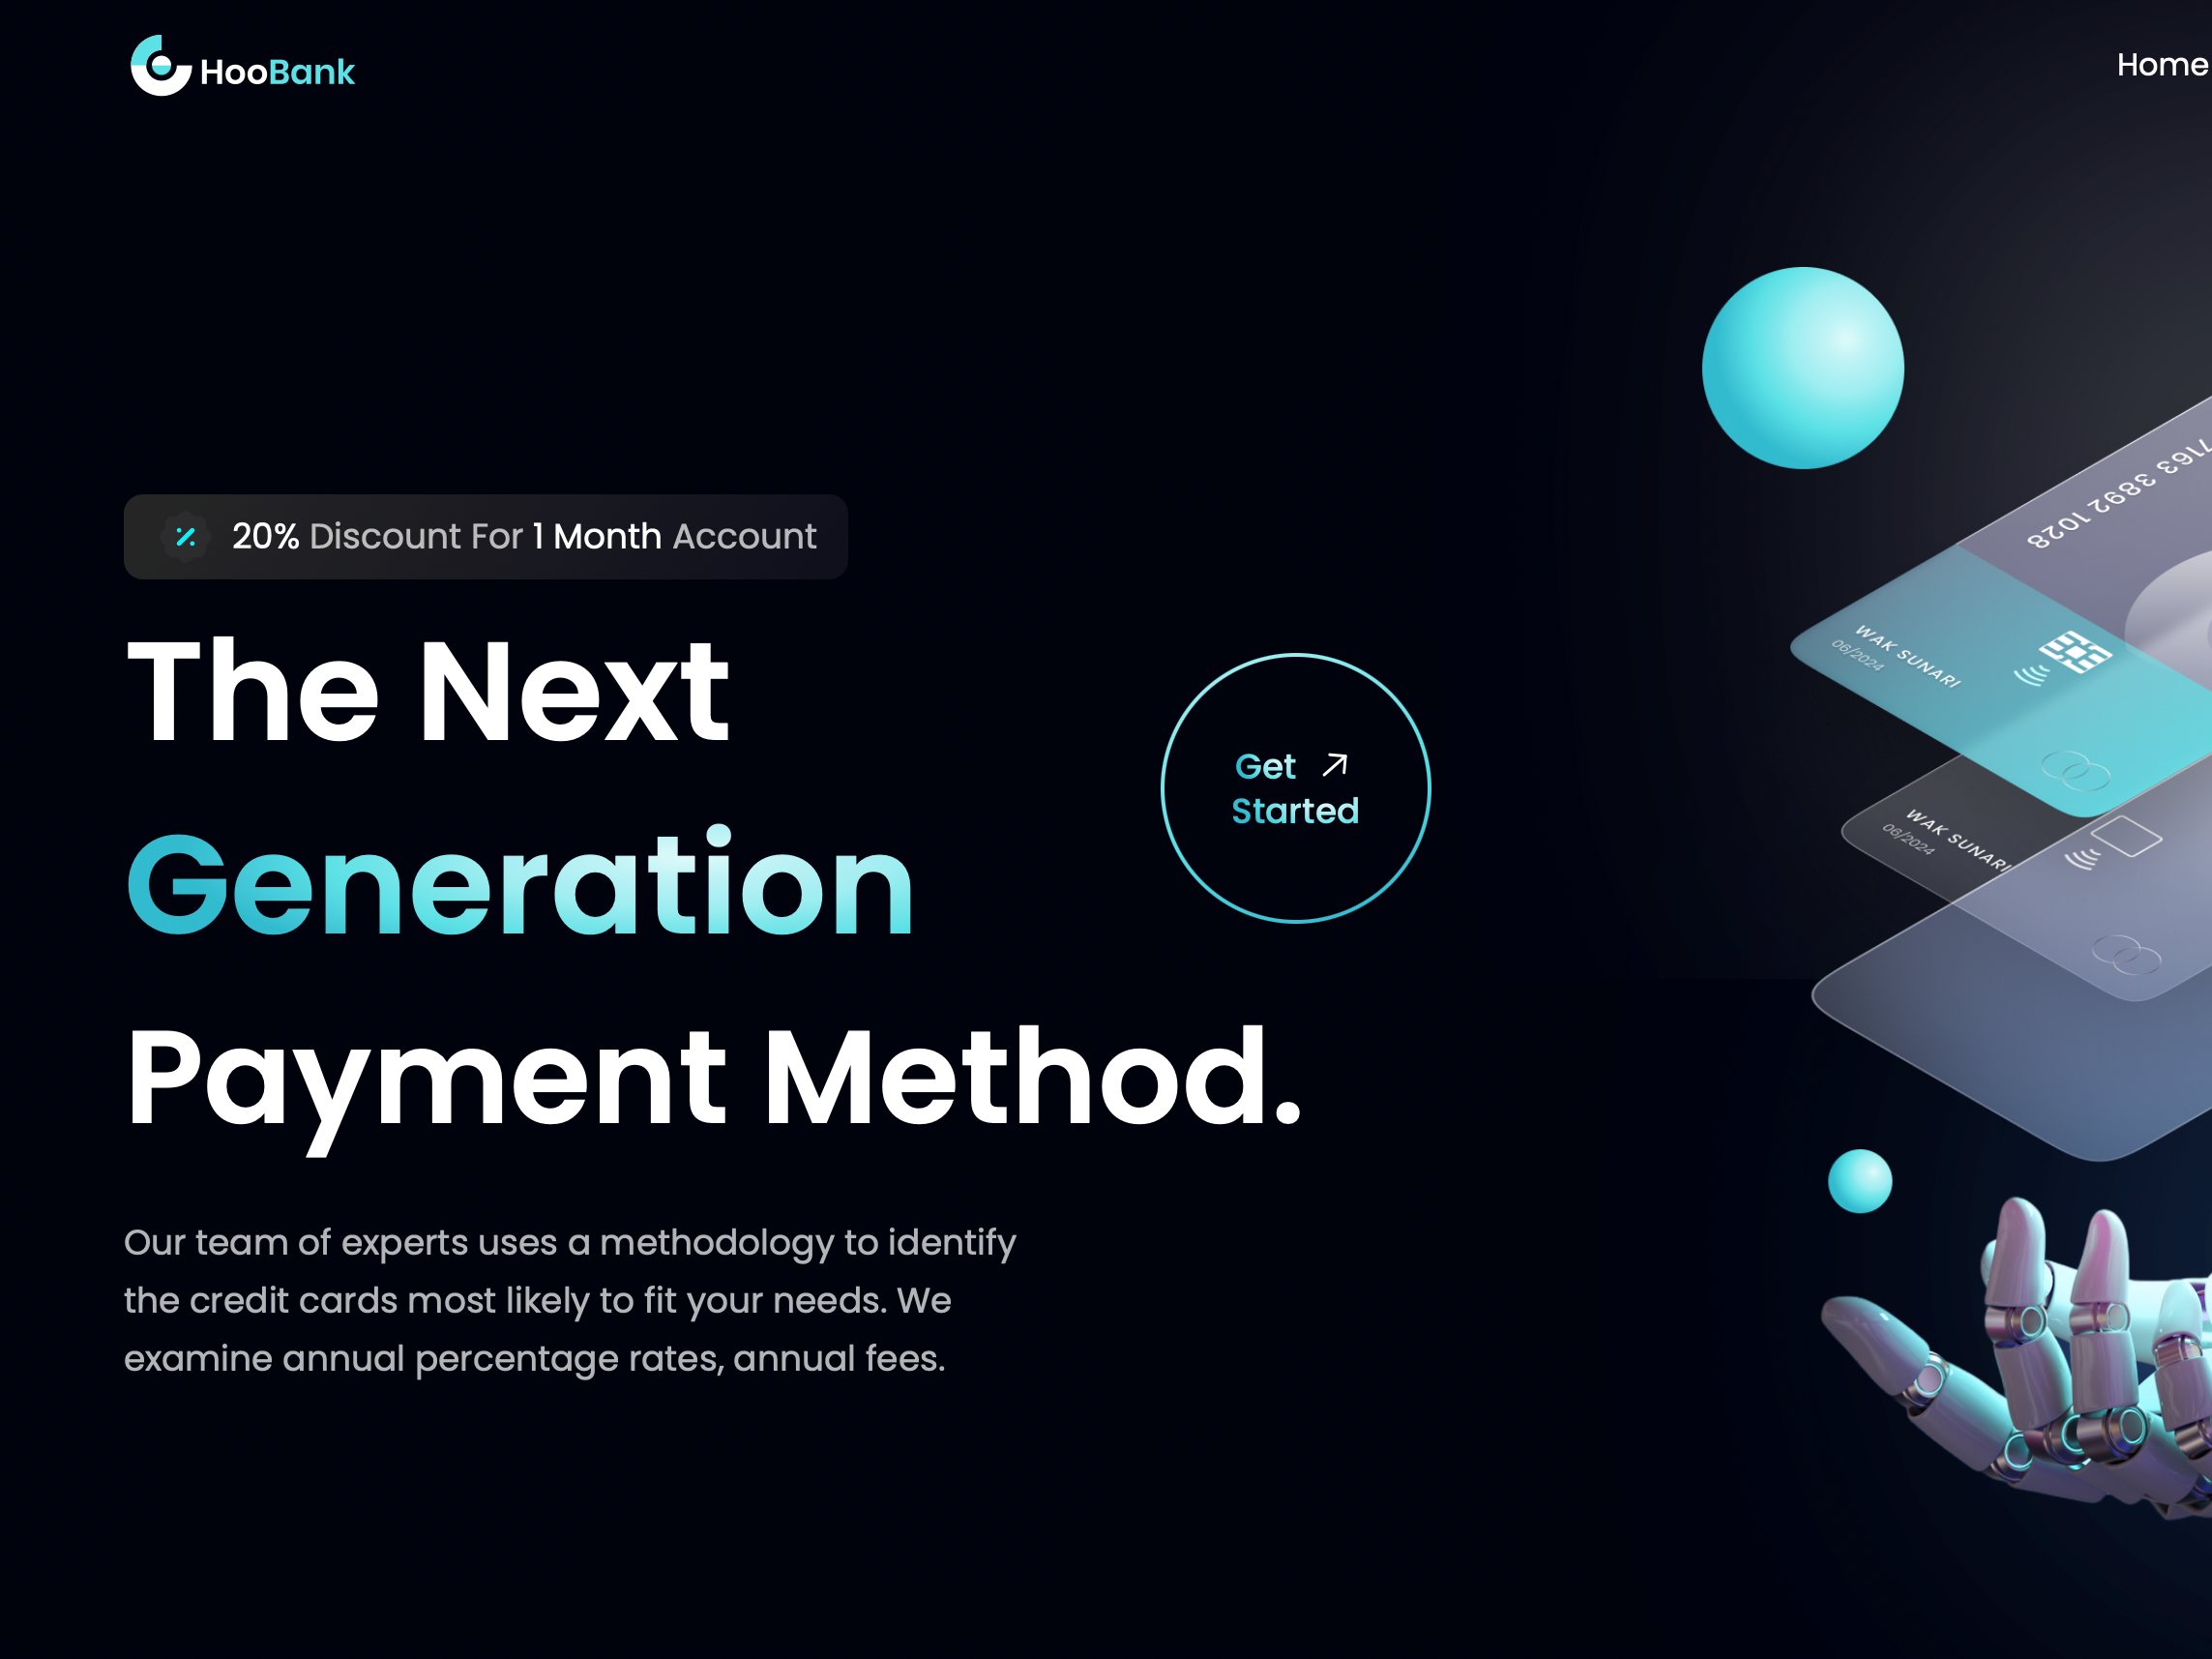 HooBank
Home
20% Discount For 1 Month Account
The Next
Generation
Payment Method.
Get
Started
Our team of experts uses a methodology to identify
the credit cards most likely to fit your needs. We
examine annual percentage rates, annual fees.
7163 3892 1028
WAK SUNARI
06/2024
WAK SUNARI
06/2024